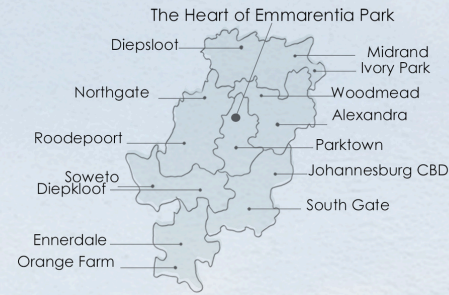 The Heart of Emmarentia Park
Diepsloot
Midrand
Ivory Park
Northgate
Woodmead
Alexandra
Roodepoort
Parktown
Johannesburg CBD
Soweto
Diepkloof
South Gate
Ennerdale
Orange Farm